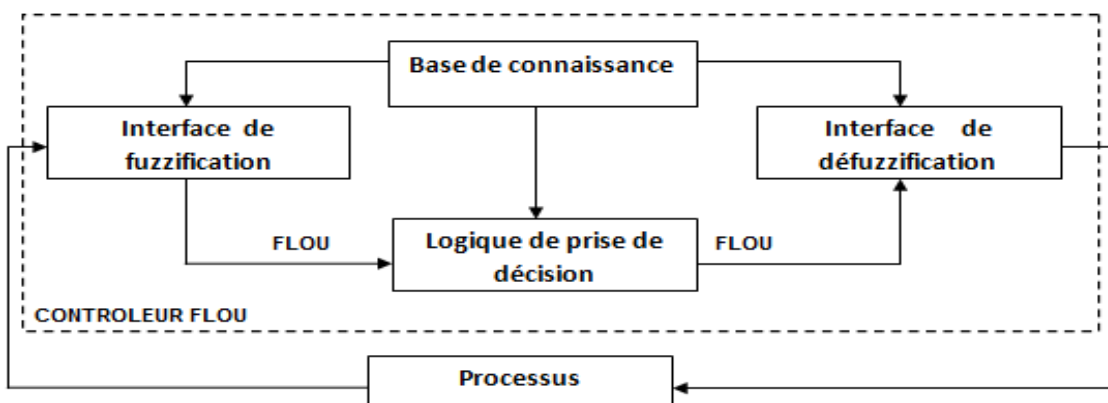 Base de connaissance
Interface de
fuzzification
Interface de
défuzzification
FLOU
Logique de prise de
décision
FLOU
CONTROLEUR FLOU
Processus